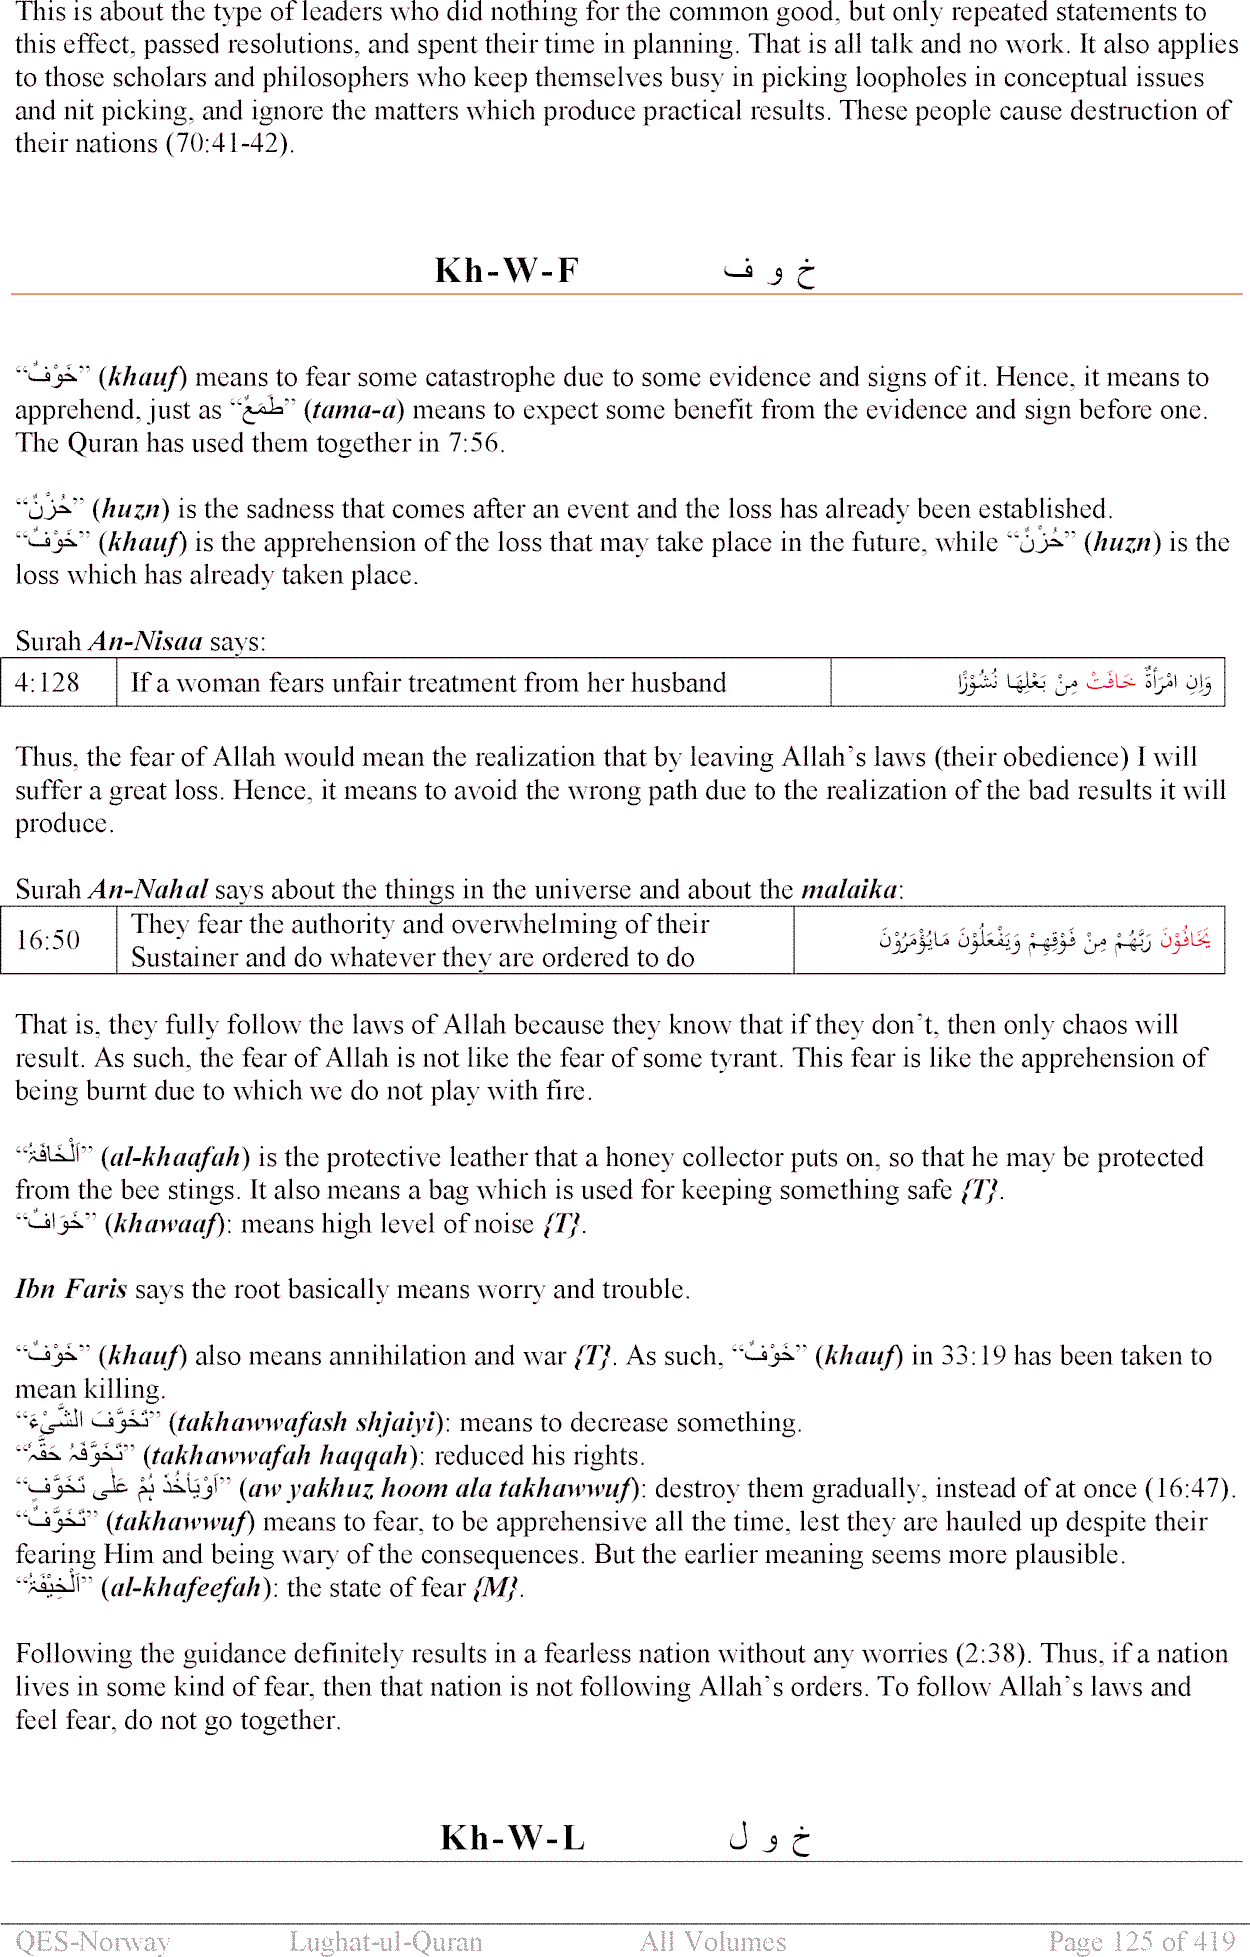 This is about the type of leaders who did nothing for the common good, but only repeated statements to
this effect, passed resolutions, and spent their time in planning. That is all talk and no work. It also applies
to those scholars and philosophers who keep themselves busy in picking loopholes in conceptual issues
and nit picking, and ignore the matters which produce practical results. These people cause destruction of
their nations (70:41-42).
Kh-W-F خ و ف
“خَوْفٌ” (khauf) means to fear some catastrophe due to some evidence and signs of it. Hence, it means to
apprehend, just as “طَمَعٌ” (tama-a) means to expect some benefit from the evidence and sign before one.
The Quran has used them together in 7:56.
“حُزْنٌ” (huzn) is the sadness that comes after an event and the loss has already been established.
“خَوْفٌ” (khauf) is the apprehension of the loss that may take place in the future, while “حُزْنٌ” (huzn) is the
loss which has already taken place.
Surah An-Nisaa says:
4:128 If a woman fears unfair treatment from her husband وَاِنِ امْرَأَةٌ خَافَتْ مِنْ بَعْلِهَا نُشُوْزًا
Thus, the fear of Allah would mean the realization that by leaving Allah’s laws (their obedience) I will
suffer a great loss. Hence, it means to avoid the wrong path due to the realization of the bad results it will
produce.
Surah An-Nahal says about the things in the universe and about the malaika:
16:50 They fear the authority and overwhelming of their
Sustainer and do whatever they are ordered to do يَخَافُوْنَ رَبَّهُمْ مِنْ فَوْقِهِمْ وَيَفْعَلُوْنَ مَايُؤْمَرُوْنَ
That is, they fully follow the laws of Allah because they know that if they don’t, then only chaos will
result. As such, the fear of Allah is not like the fear of some tyrant. This fear is like the apprehension of
being burnt due to which we do not play with fire.
“اَلْخَافَۃُ” (al-khaafah) is the protective leather that a honey collector puts on, so that he may be protected
from the bee stings. It also means a bag which is used for keeping something safe {T}.
“خَوَافٌ” (khawaaf): means high level of noise {T}.
Ibn Faris says the root basically means worry and trouble.
“خَوْفٌ” (khauf) also means annihilation and war {T}. As such, “خَوْفٌ” (khauf) in 33:19 has been taken to
mean killing.
“تَخَوَّفَ الشَّیْءَ” (takhawwafash shjaiyi): means to decrease something.
“تَخَوَّفَہُ حَقَّہُ” (takhawwafah haqqah): reduced his rights.
“اَوْیَأْخُذَ ہُمْ عَلٰی تَخَوُّفٍ” (aw yakhuz hoom ala takhawwuf): destroy them gradually, instead of at once (16:47).
“تَخَوُّفٌ” (takhawwuf) means to fear, to be apprehensive all the time, lest they are hauled up despite their
fearing Him and being wary of the consequences. But the earlier meaning seems more plausible.
“اَلْخِیْفَۃُ” (al-khafeefah): the state of fear {M}.
Following the guidance definitely results in a fearless nation without any worries (2:38). Thus, if a nation
lives in some kind of fear, then that nation is not following Allah’s orders. To follow Allah’s laws and
feel fear, do not go together.
Kh-W-L خ و ل
QES-Norway Lughat-ul-Quran All Volumes Page 125 of 419